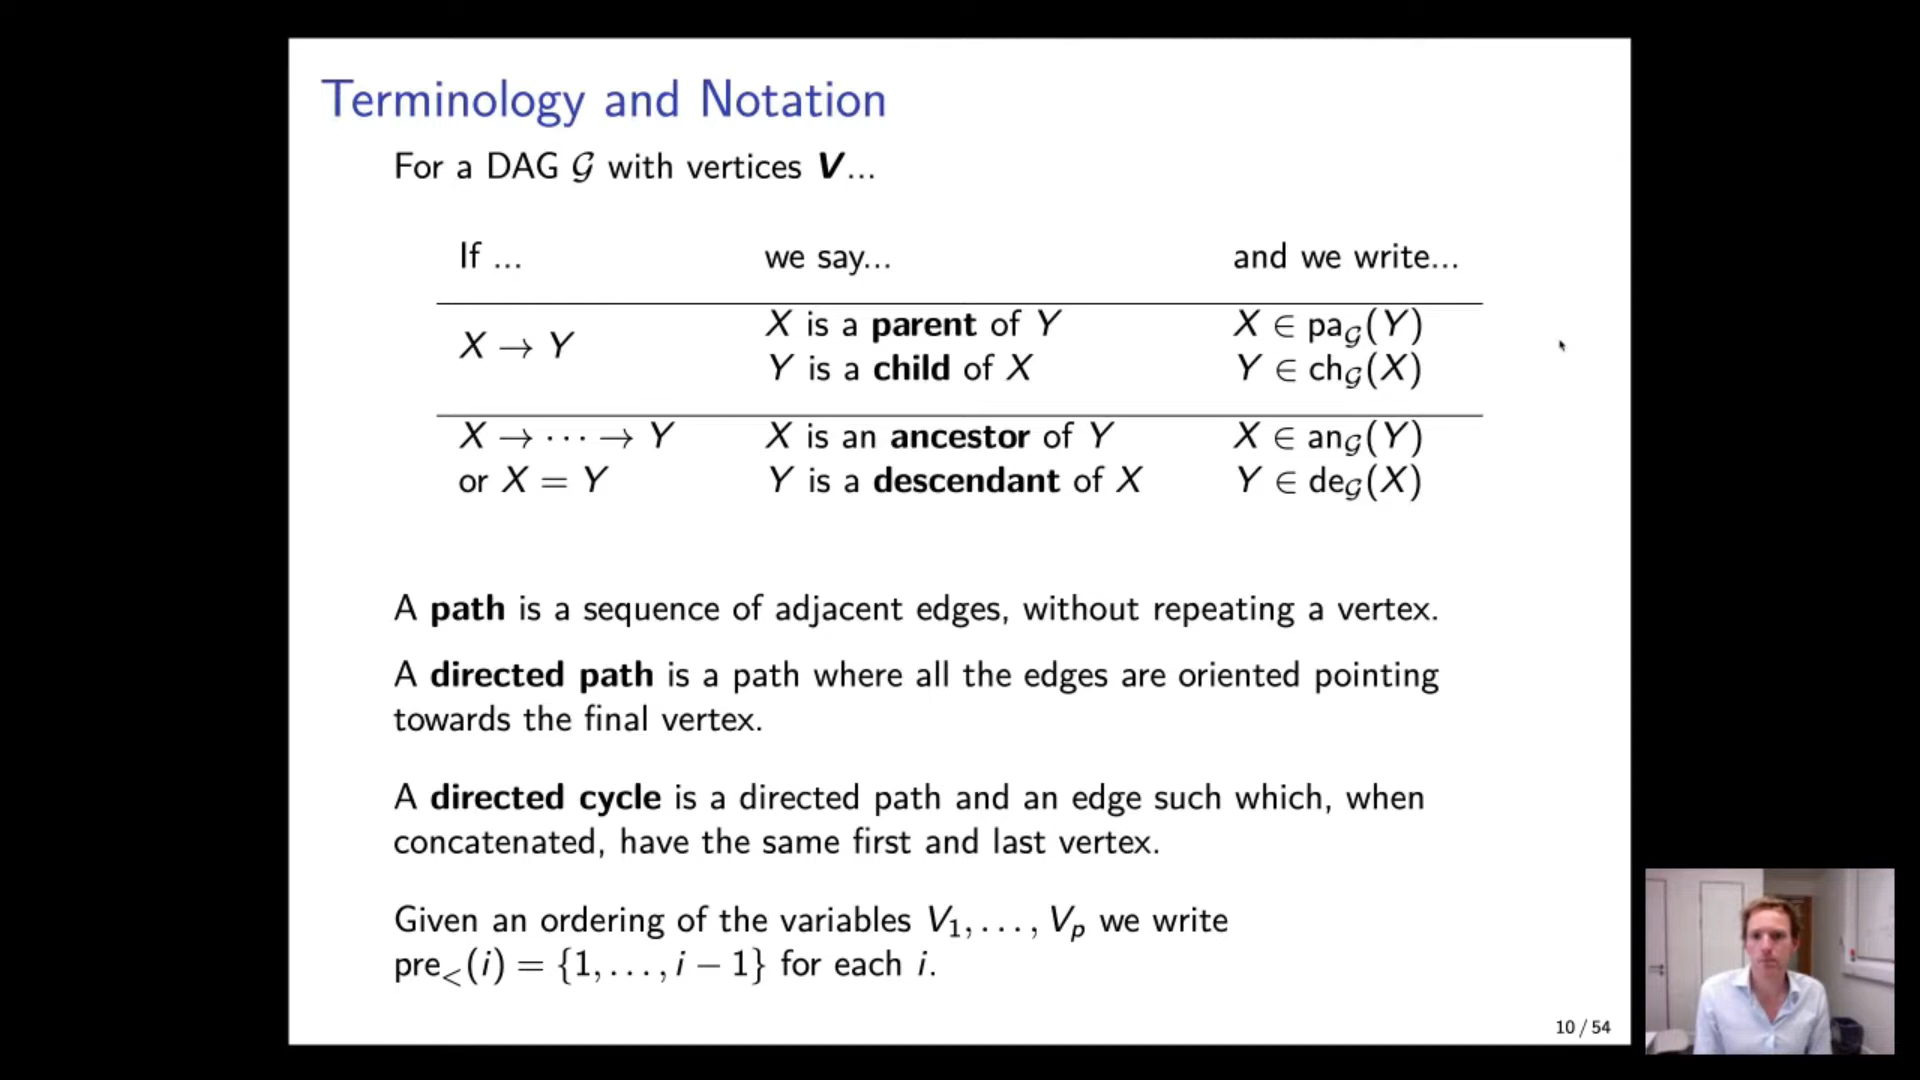 Terminology and Notation
For a DAG 𝒢 with vertices V...
If ... we say... and we write...
X → Y
X is a parent of Y X ∈ pa𝒢(Y)
Y is a child of X Y ∈ ch𝒢(X)
X → ⋯ → Y X is an ancestor of Y X ∈ an𝒢(Y)
or X = Y Y is a descendant of X Y ∈ de𝒢(X)
A path is a sequence of adjacent edges, without repeating a vertex.
A directed path is a path where all the edges are oriented pointing
towards the final vertex.
A directed cycle is a directed path and an edge such which, when
concatenated, have the same first and last vertex.
Given an ordering of the variables V₁, . . . , Vₚ we write
pre<(i) = {1, . . . , i − 1} for each i.
10 / 54